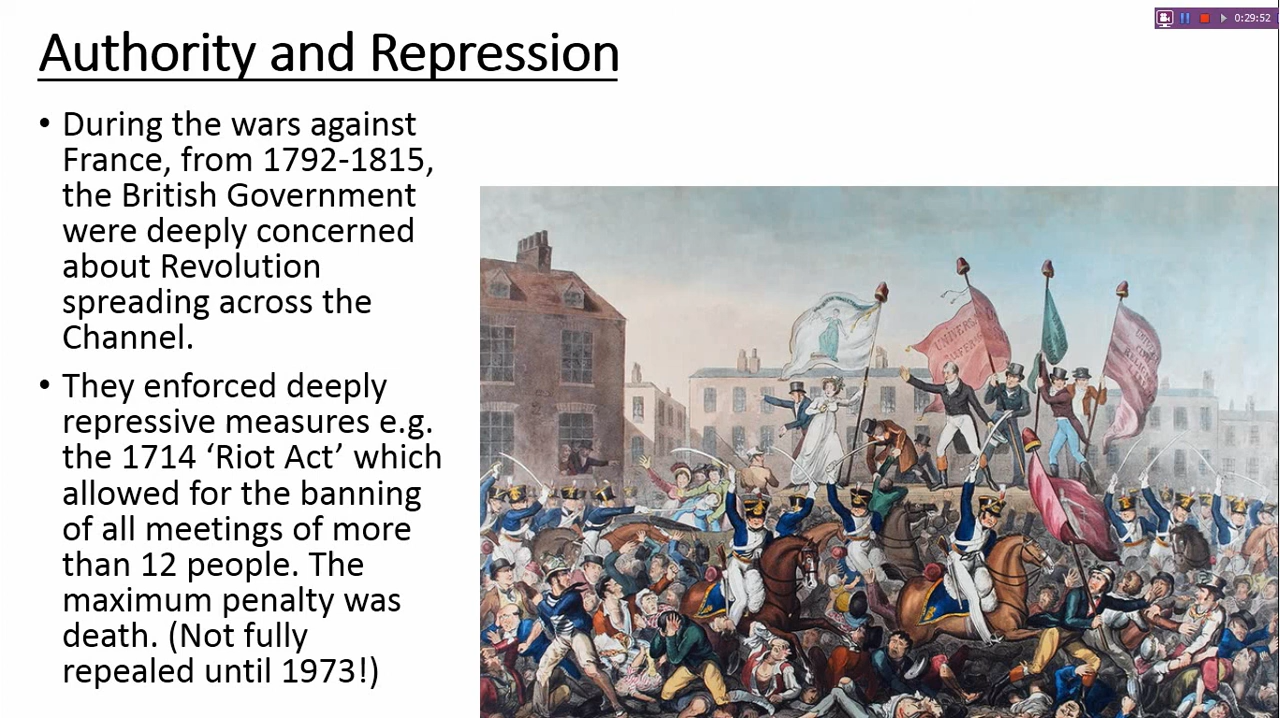 0:29:52
Authority and Repression
• During the wars against
France, from 1792-1815,
the British Government
were deeply concerned
about Revolution
spreading across the
Channel.
• They enforced deeply
repressive measures e.g.
the 1714 ‘Riot Act’ which
allowed for the banning
of all meetings of more
than 12 people. The
maximum penalty was
death. (Not fully
repealed until 1973!)
UNIVERSAL